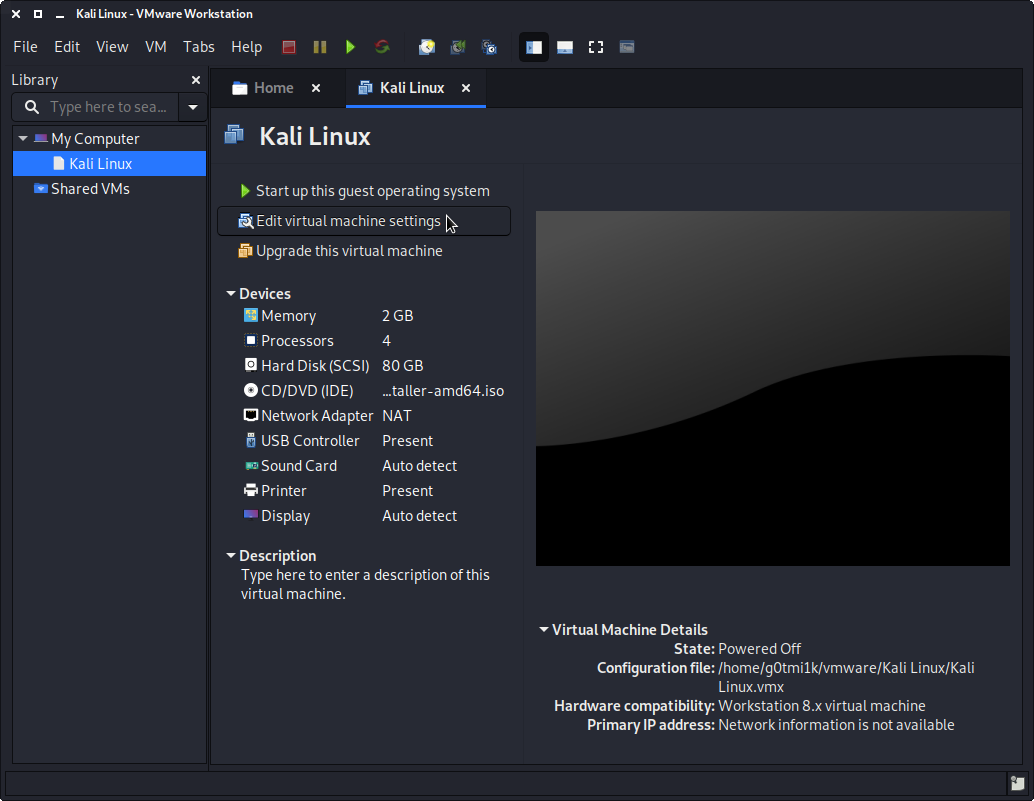 Kali Linux - VMware Workstation
File Edit View VM Tabs Help
Library
Type here to sea...
My Computer
Kali Linux
Shared VMs
Home
Kali Linux
Kali Linux
Start up this guest operating system
Edit virtual machine settings
Upgrade this virtual machine
Devices
Memory 2 GB
Processors 4
Hard Disk (SCSI) 80 GB
CD/DVD (IDE) ...taller-amd64.iso
Network Adapter NAT
USB Controller Present
Sound Card Auto detect
Printer Present
Display Auto detect
Description
Type here to enter a description of this
virtual machine.
Virtual Machine Details
State: Powered Off
Configuration file: /home/g0tmi1k/vmware/Kali Linux/Kali
Linux.vmx
Hardware compatibility: Workstation 8.x virtual machine
Primary IP address: Network information is not available